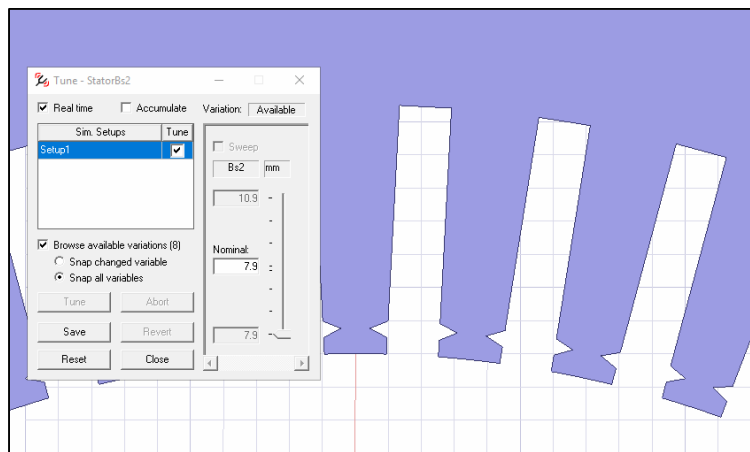 Tune - StatorBs2
Real time Accumulate Variation: Available
Sim. Setups Tune
Setup1
Sweep
Bs2 mm
10.9
Browse available variations (8)
Nominal:
Snap changed variable
7.9
Snap all variables
Tune Abort
Save Revert
7.9
Reset Close